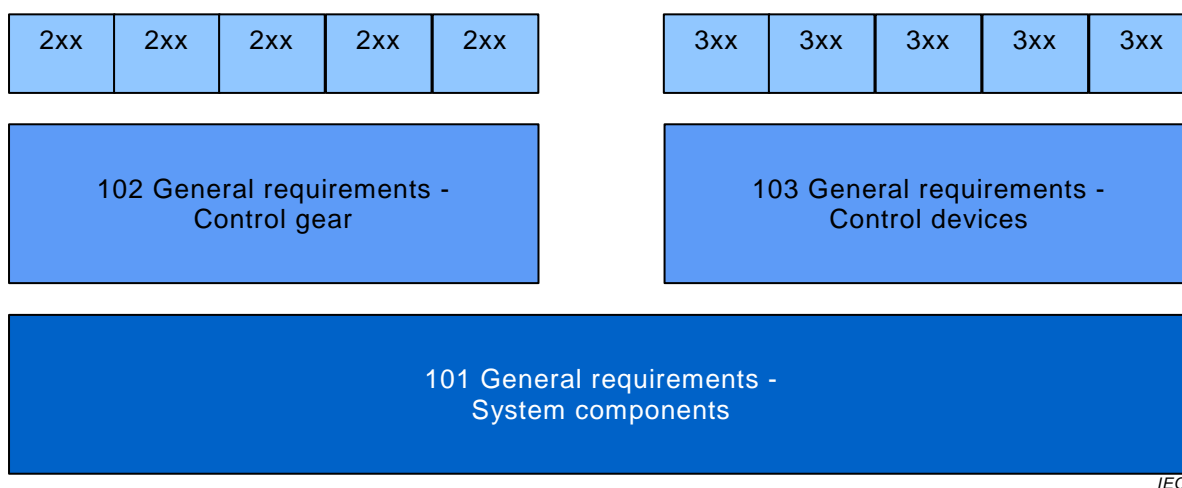 2xx 2xx 2xx 2xx 2xx 3xx 3xx 3xx 3xx 3xx
102 General requirements -
Control gear
103 General requirements -
Control devices
101 General requirements -
System components
IEC